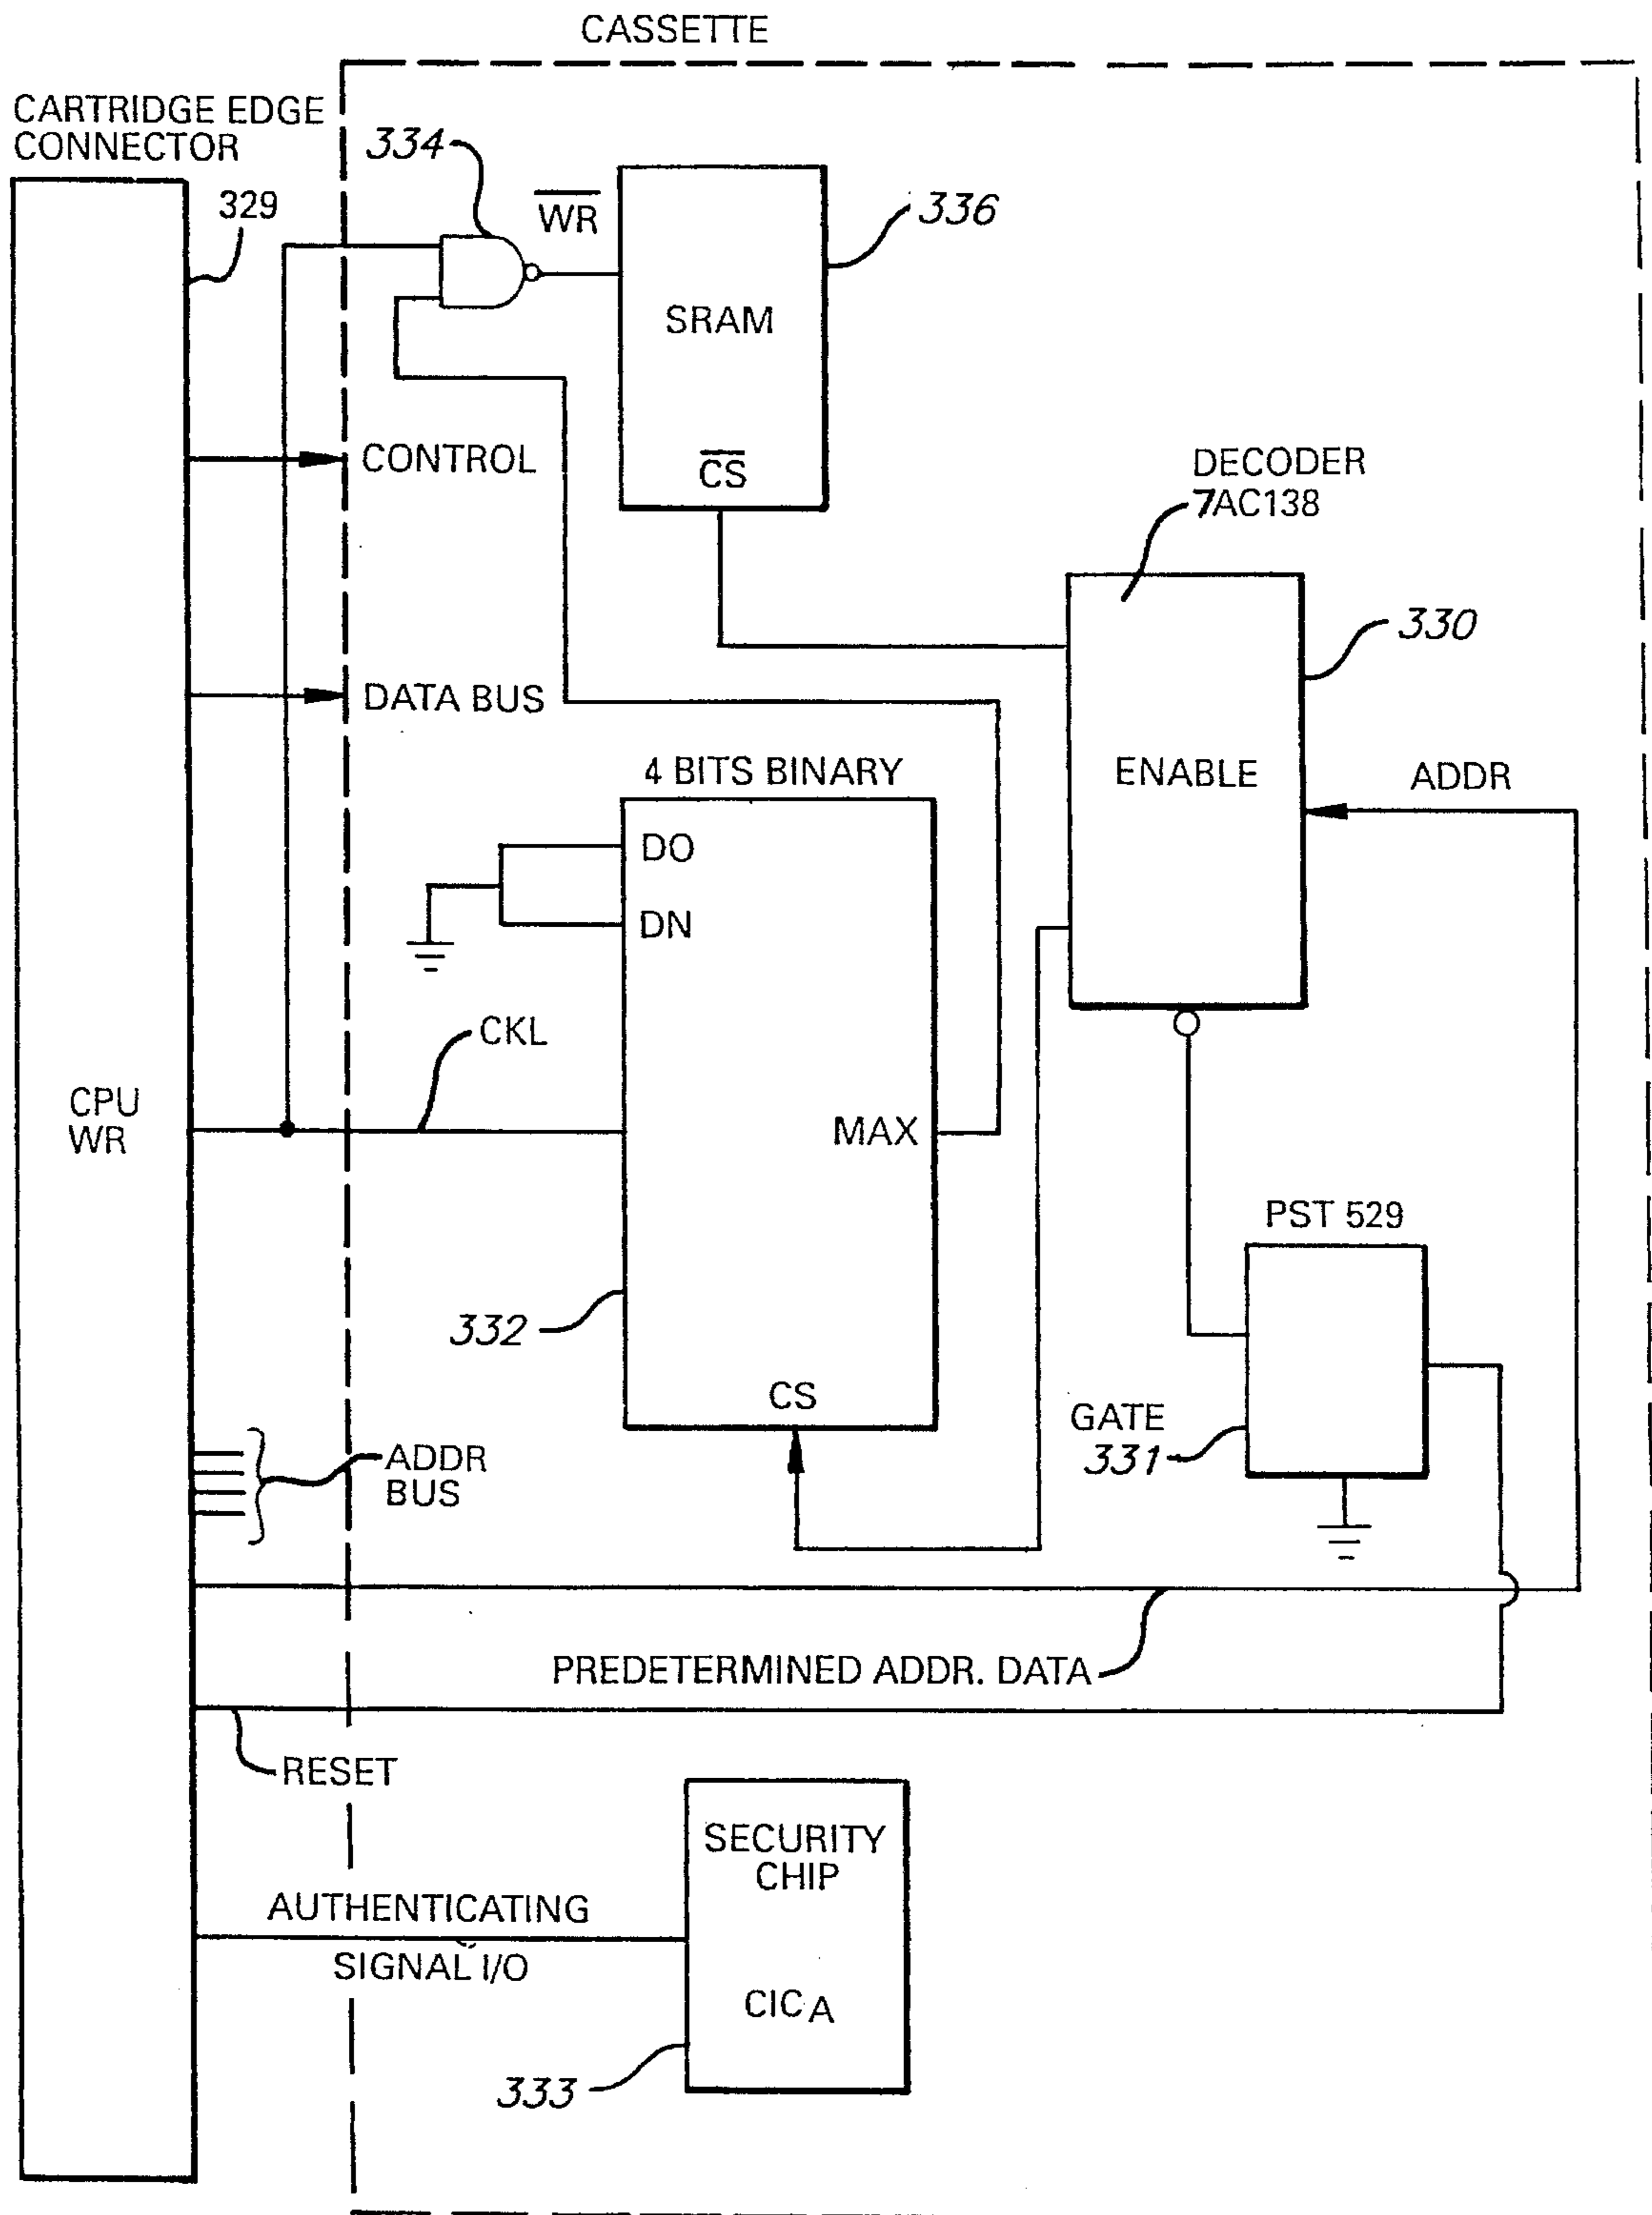 CASSETTE
CARTRIDGE EDGE
CONNECTOR
334
329
WR
336
SRAM
CONTROL
CS
DECODER
7AC138
330
DATA BUS
4 BITS BINARY
ENABLE
ADDR
DO
DN
CKL
CPU
WR
MAX
PST 529
332
CS
GATE
331
ADDR
BUS
PREDETERMINED ADDR. DATA
RESET
SECURITY
CHIP
AUTHENTICATING
SIGNAL I/O
CIC A
333